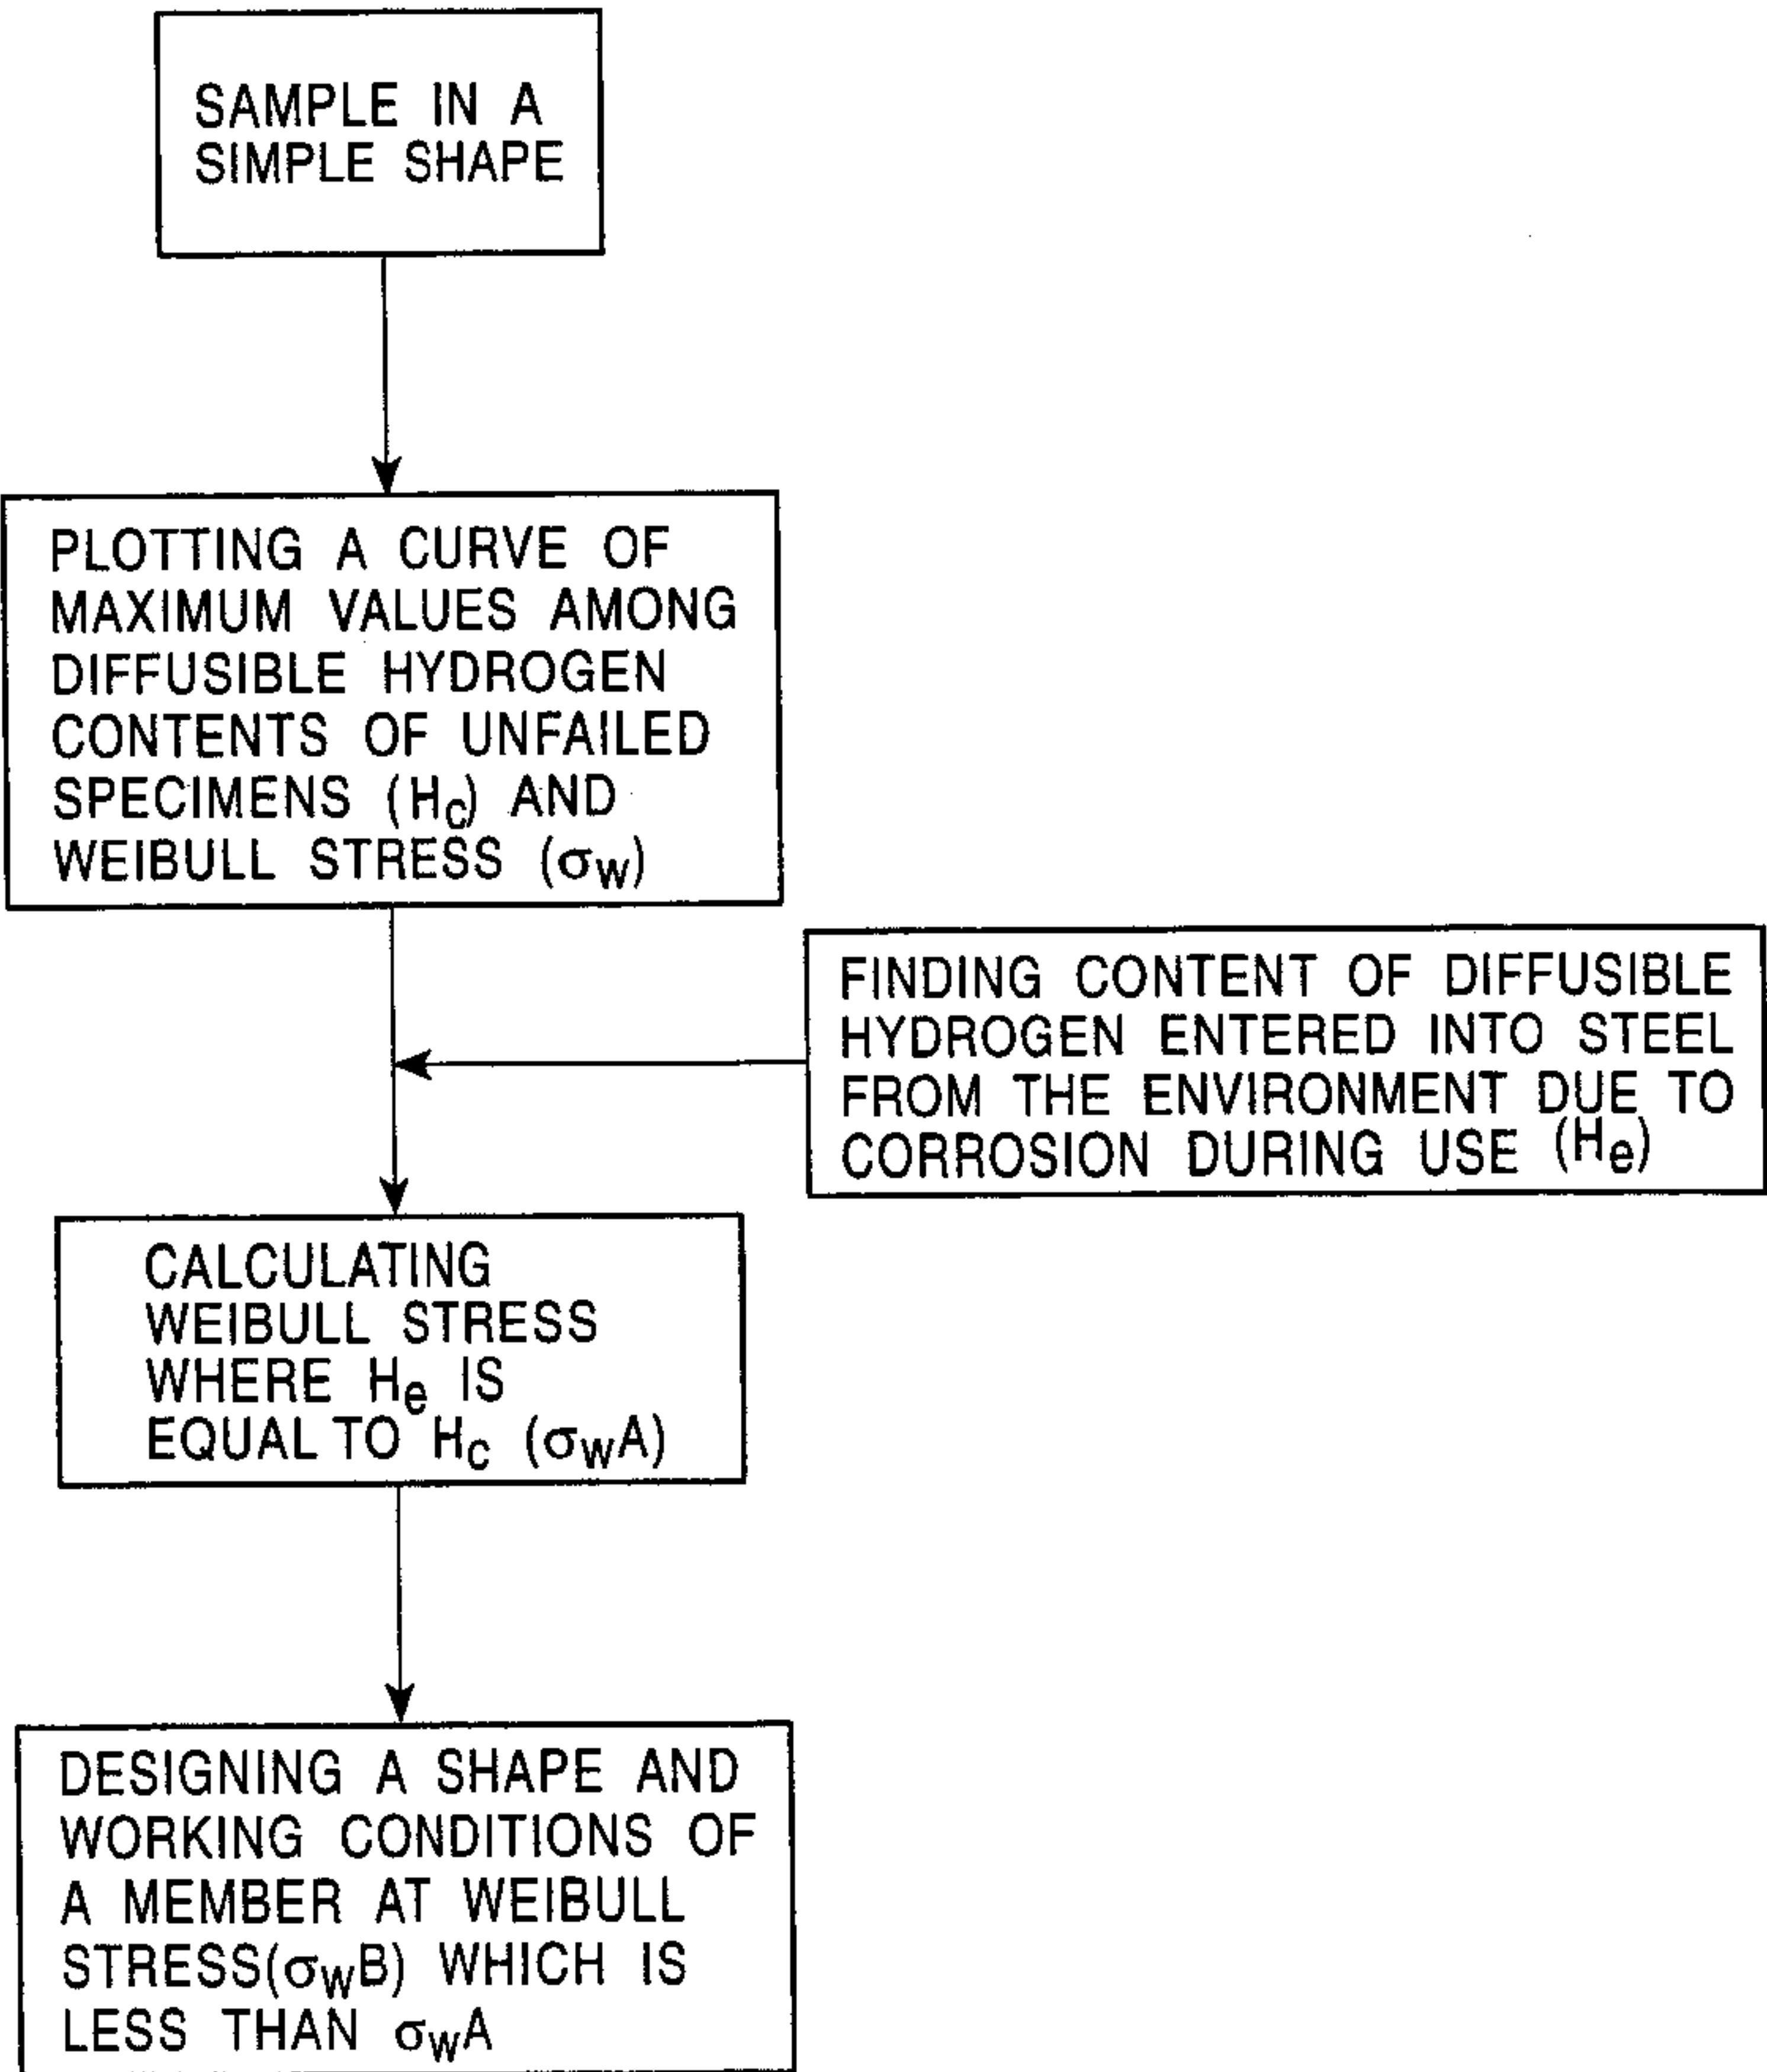 SAMPLE IN A
SIMPLE SHAPE
PLOTTING A CURVE OF
MAXIMUM VALUES AMONG
DIFFUSIBLE HYDROGEN
CONTENTS OF UNFAILED
SPECIMENS (Hc) AND
WEIBULL STRESS (σw)
FINDING CONTENT OF DIFFUSIBLE
HYDROGEN ENTERED INTO STEEL
FROM THE ENVIRONMENT DUE TO
CORROSION DURING USE (He)
CALCULATING
WEIBULL STRESS
WHERE He IS
EQUAL TO Hc (σwA)
DESIGNING A SHAPE AND
WORKING CONDITIONS OF
A MEMBER AT WEIBULL
STRESS(σwB) WHICH IS
LESS THAN σwA